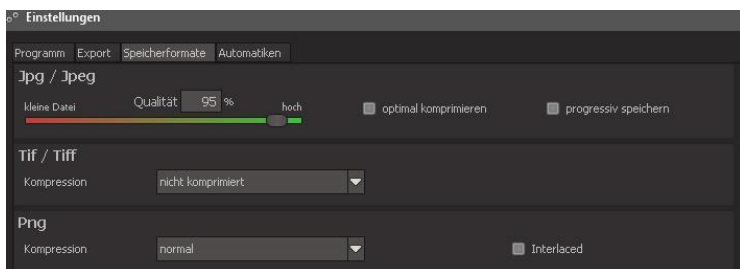 Einstellungen
Programm Export Speicherformate Automatiken
Jpg / Jpeg
kleine Datei Qualität 95 % hoch optimal komprimieren progressiv speichern
Tif / Tiff
Kompression nicht komprimiert
Png
Kompression normal Interlaced